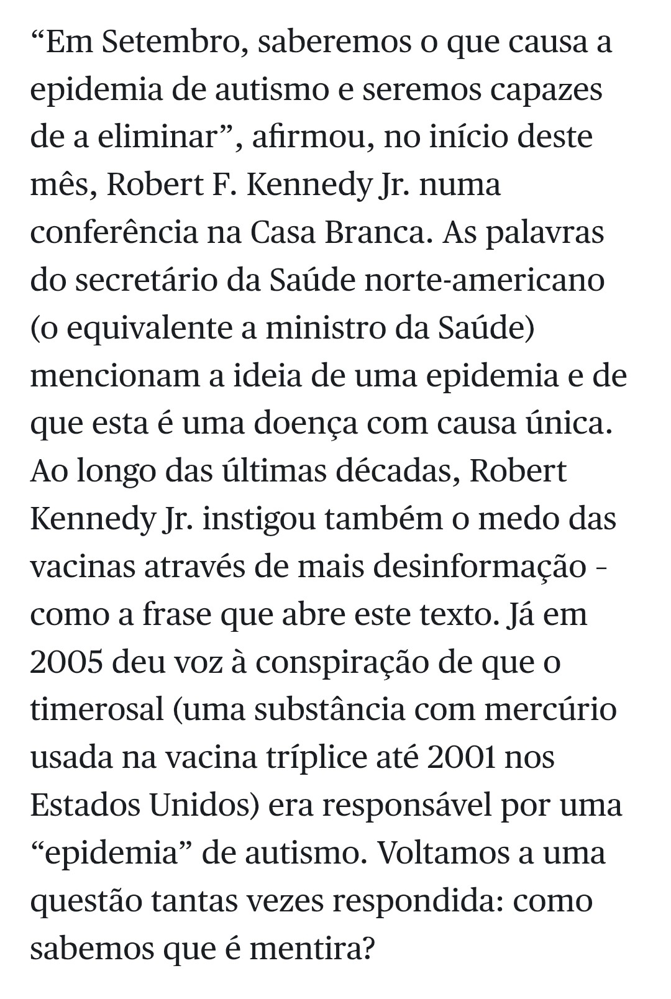 “Em Setembro, saberemos o que causa a
epidemia de autismo e seremos capazes
de a eliminar”, afirmou, no início deste
mês, Robert F. Kennedy Jr. numa
conferência na Casa Branca. As palavras
do secretário da Saúde norte-americano
(o equivalente a ministro da Saúde)
mencionam a ideia de uma epidemia e de
que esta é uma doença com causa única.
Ao longo das últimas décadas, Robert
Kennedy Jr. instigou também o medo das
vacinas através de mais desinformação –
como a frase que abre este texto. Já em
2005 deu voz à conspiração de que o
timerosal (uma substância com mercúrio
usada na vacina tríplice até 2001 nos
Estados Unidos) era responsável por uma
“epidemia” de autismo. Voltamos a uma
questão tantas vezes respondida: como
sabemos que é mentira?